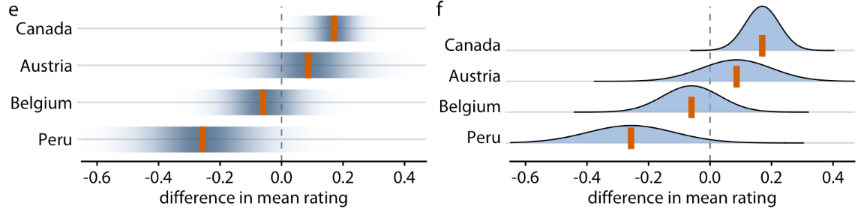 e
Canada
Austria
Belgium
Peru
-0.6 -0.4 -0.2 0.0 0.2 0.4
difference in mean rating
f
Canada
Austria
Belgium
Peru
-0.6 -0.4 -0.2 0.0 0.2 0.4
difference in mean rating